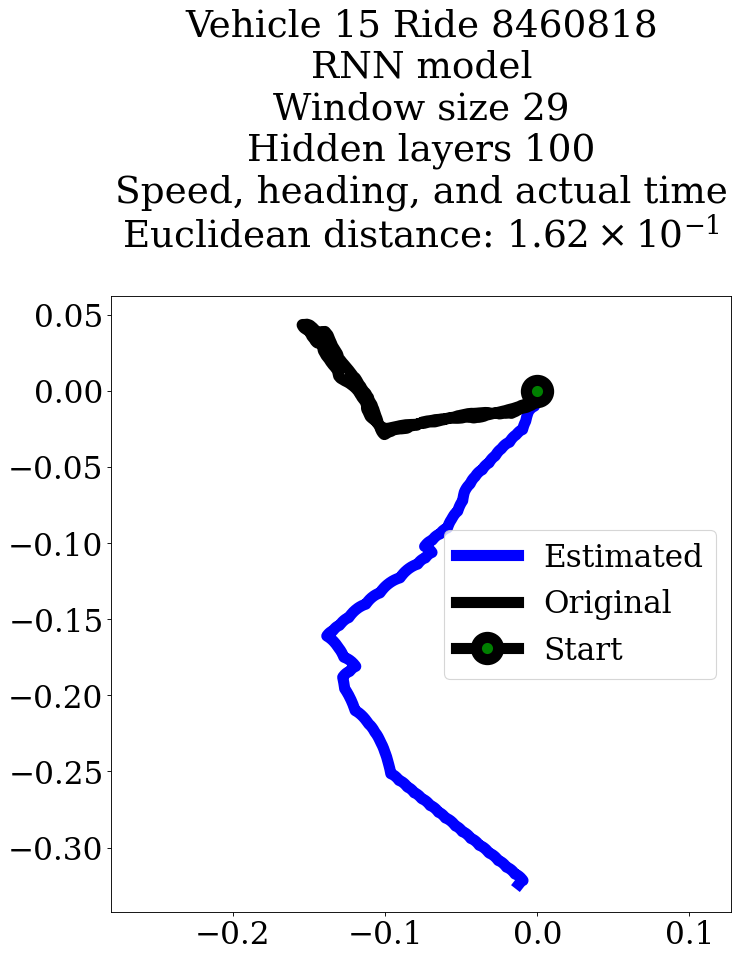 Vehicle 15 Ride 8460818
RNN model
Window size 29
Hidden layers 100
Speed, heading, and actual time
Euclidean distance: 1.62 × 10⁻¹
0.05
0.00
−0.05
−0.10
−0.15
−0.20
−0.25
−0.30
Estimated
Original
Start
−0.2
−0.1
0.0
0.1